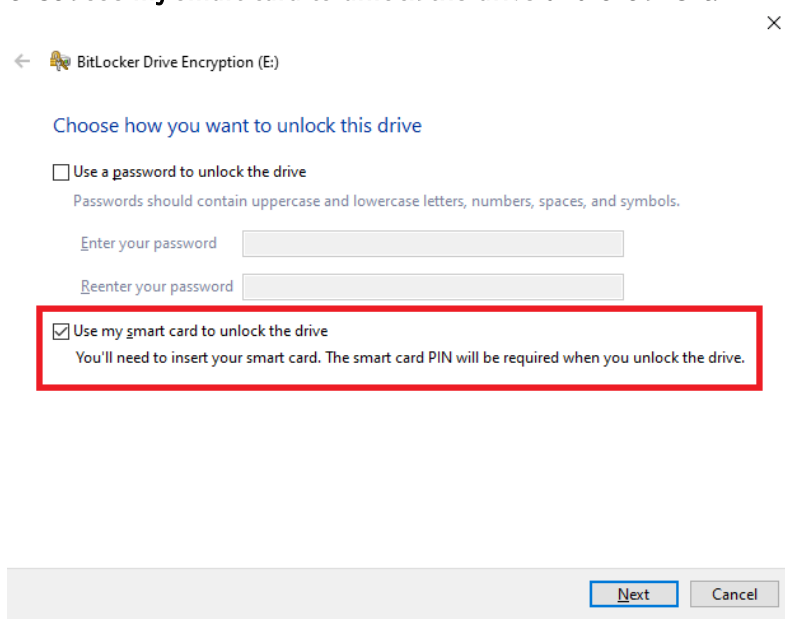 BitLocker Drive Encryption (E:)
Choose how you want to unlock this drive
Use a password to unlock the drive
Passwords should contain uppercase and lowercase letters, numbers, spaces, and symbols.
Enter your password
Reenter your password
Use my smart card to unlock the drive
You'll need to insert your smart card. The smart card PIN will be required when you unlock the drive.
Next Cancel